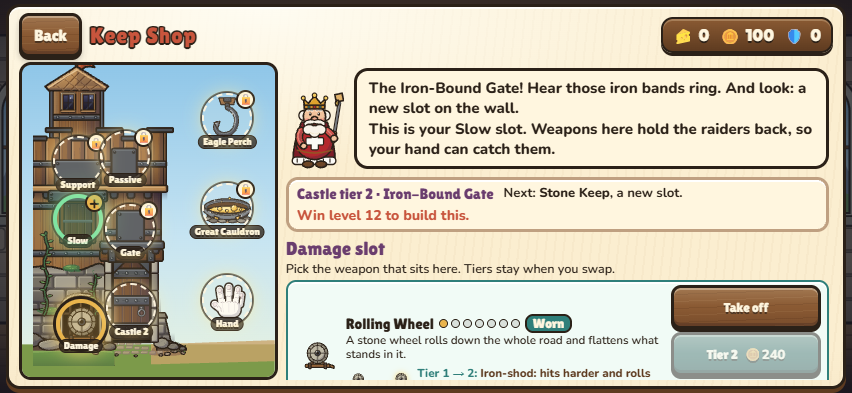 Back
Keep Shop
0
100
0
Eagle Perch
Support
Passive
Slow
Great Cauldron
Gate
Castle 2
Hand
Damage
The Iron-Bound Gate! Hear those iron bands ring. And look: a
new slot on the wall.
This is your Slow slot. Weapons here hold the raiders back, so
your hand can catch them.
Castle tier 2 · Iron-Bound Gate Next: Stone Keep, a new slot.
Win level 12 to build this.
Damage slot
Pick the weapon that sits here. Tiers stay when you swap.
Rolling Wheel Worn
A stone wheel rolls down the whole road and flattens what
stands in it.
Tier 1 → 2: Iron-shod: hits harder and rolls
Take off
Tier 2 240